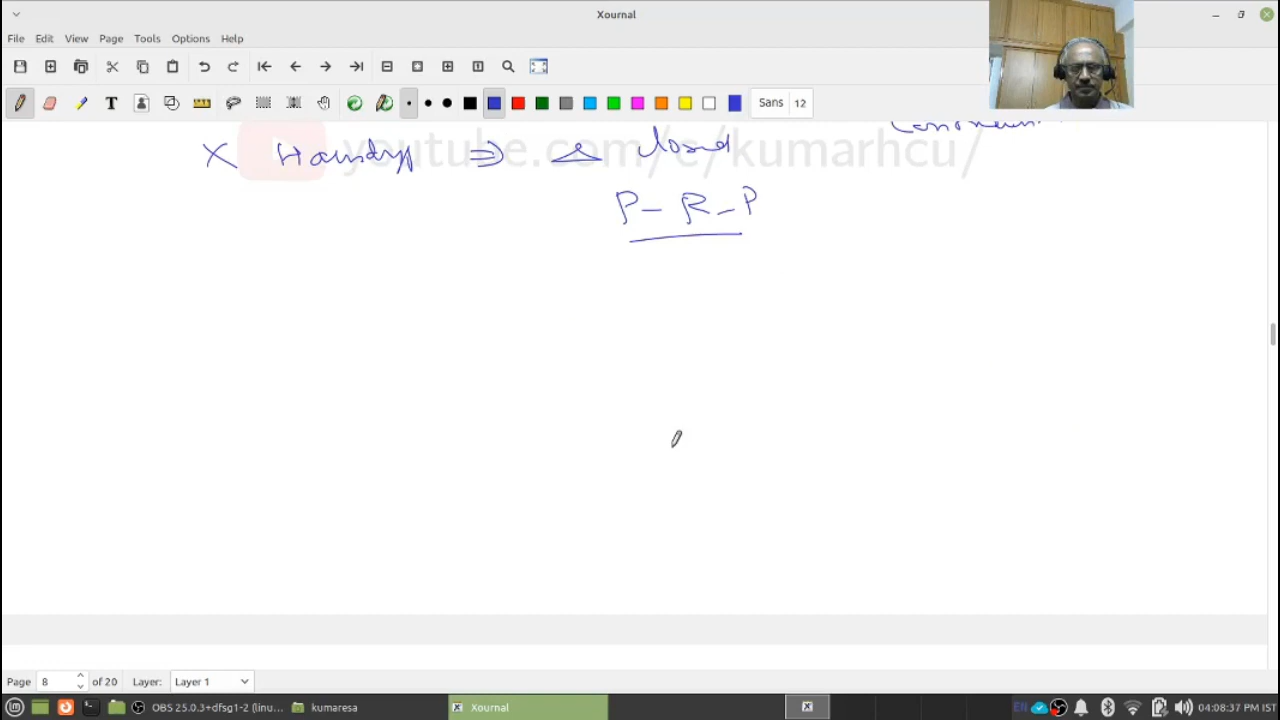 Xournal
File Edit View Page Tools Options Help
T Sans 12
X Hausdorff ⇒ Δ closed
youtube.com/c/kumarhcu/
P - R - P
Page 8 of 20 Layer: Layer 1
OBS 25.0.3+dfsg1-2 (linu... kumaresa Xournal EN 04:08:37 PM IST